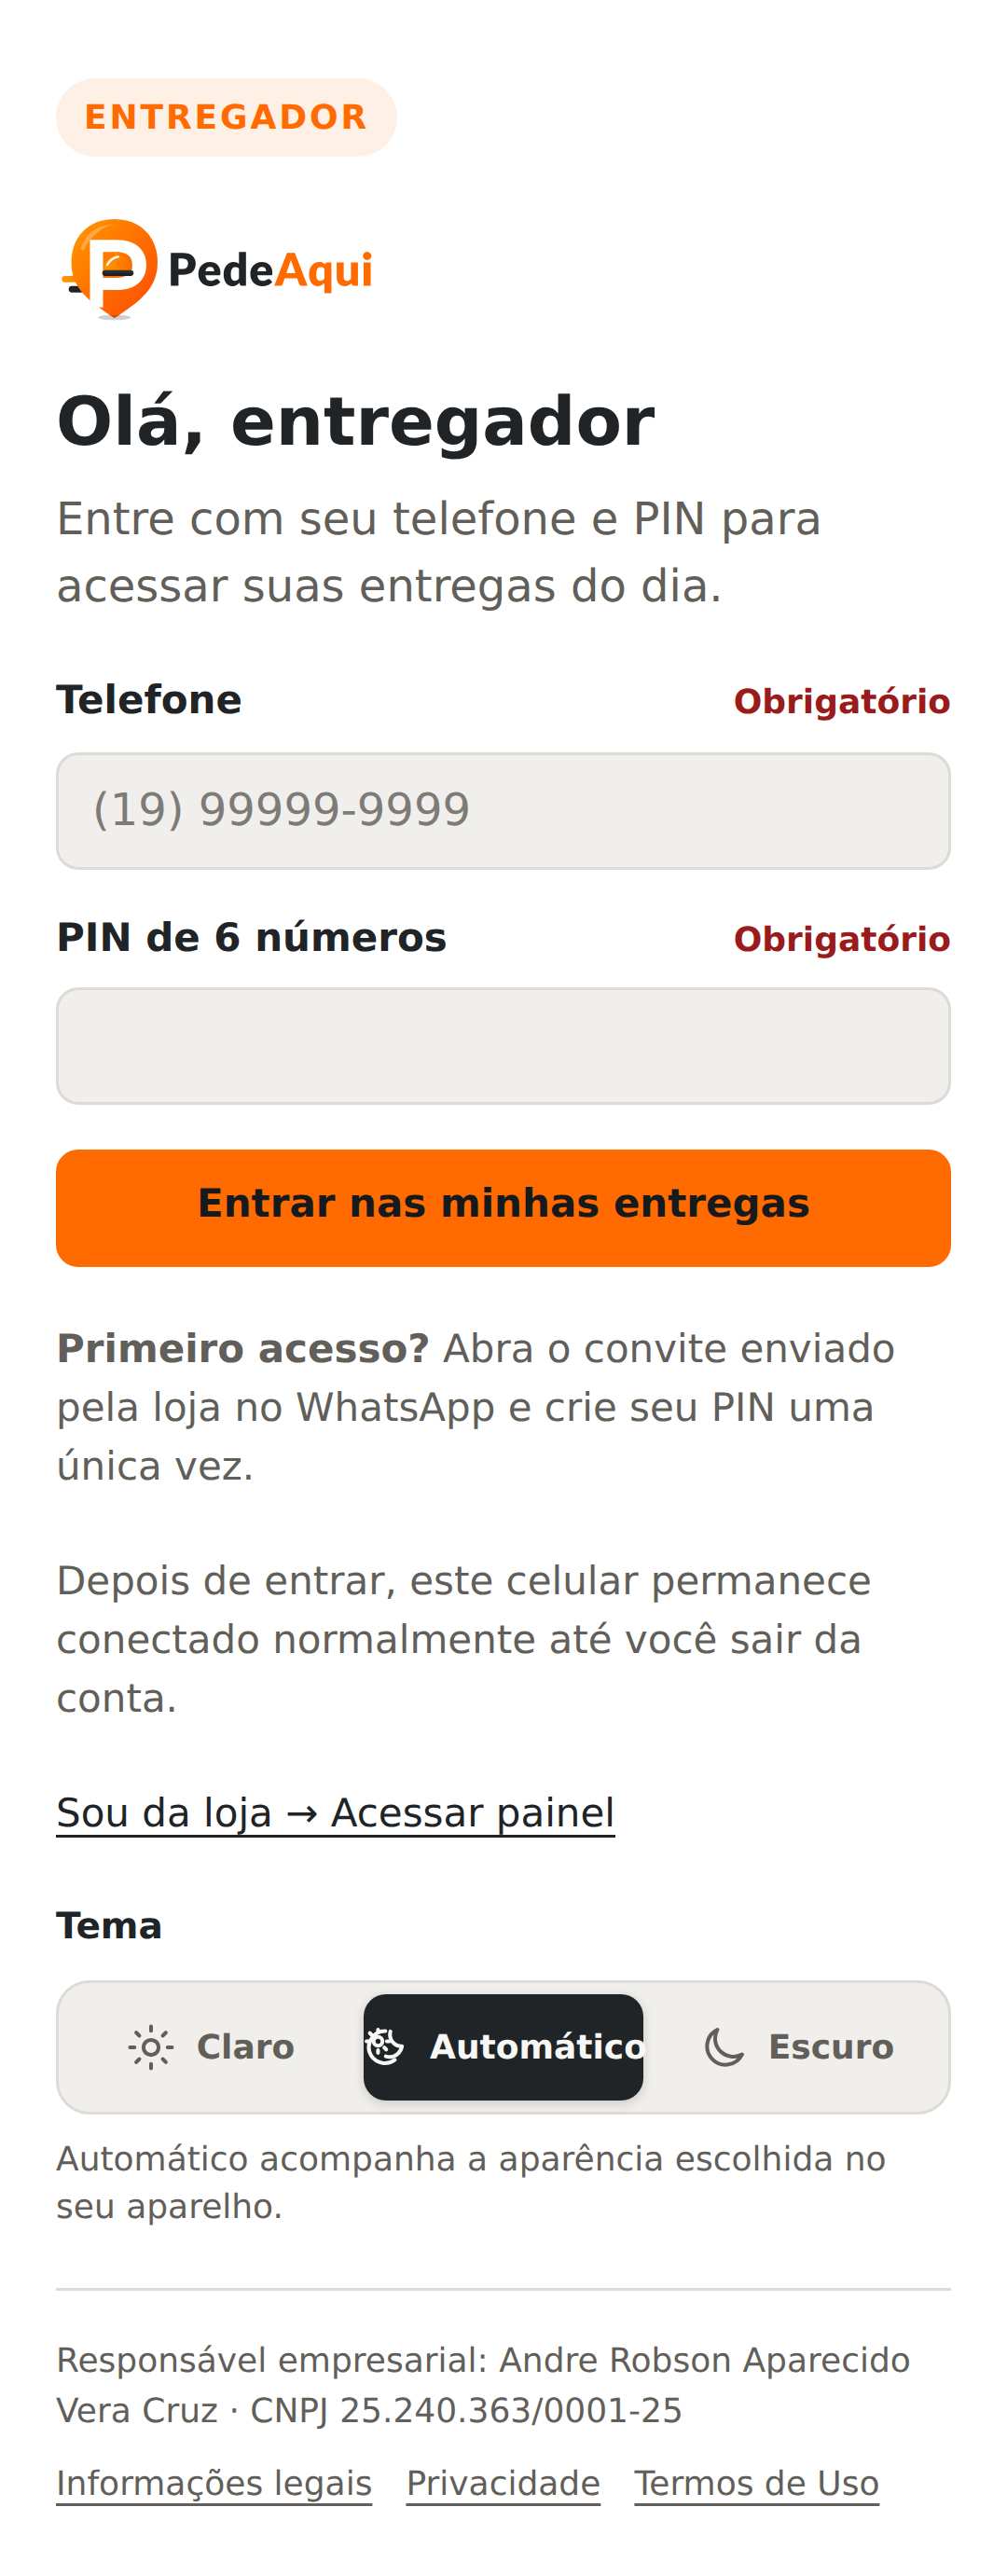 ENTREGADOR
PedeAqui
Olá, entregador
Entre com seu telefone e PIN para
acessar suas entregas do dia.
Telefone
Obrigatório
(19) 99999-9999
PIN de 6 números
Obrigatório
Entrar nas minhas entregas
Primeiro acesso? Abra o convite enviado
pela loja no WhatsApp e crie seu PIN uma
única vez.
Depois de entrar, este celular permanece
conectado normalmente até você sair da
conta.
Sou da loja → Acessar painel
Tema
Claro
Automático
Escuro
Automático acompanha a aparência escolhida no
seu aparelho.
Responsável empresarial: Andre Robson Aparecido
Vera Cruz · CNPJ 25.240.363/0001-25
Informações legais
Privacidade
Termos de Uso